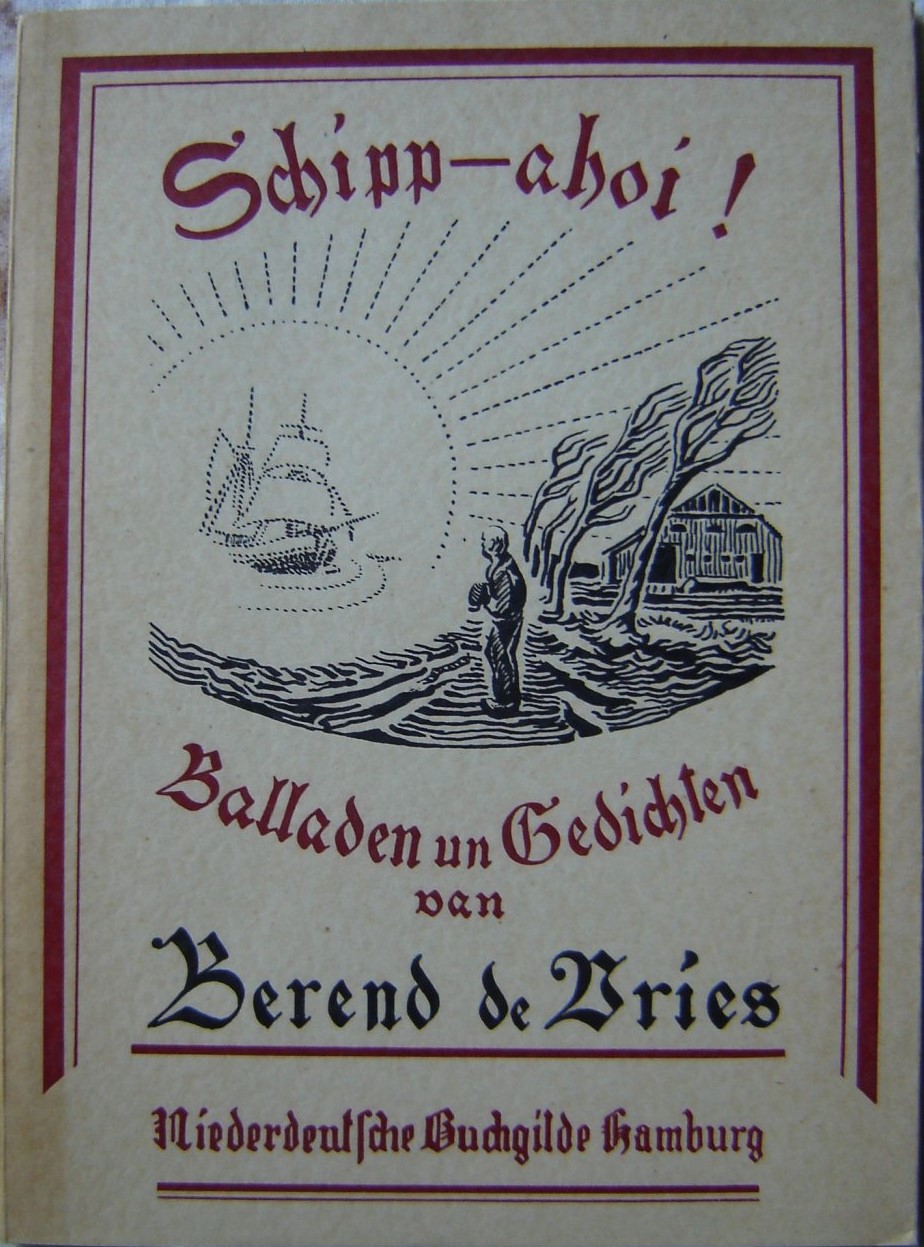 Schipp-ahoi!
Balladen un Gedichten
van
Berend de Vries
Niederdeutsche Buchgilde Hamburg